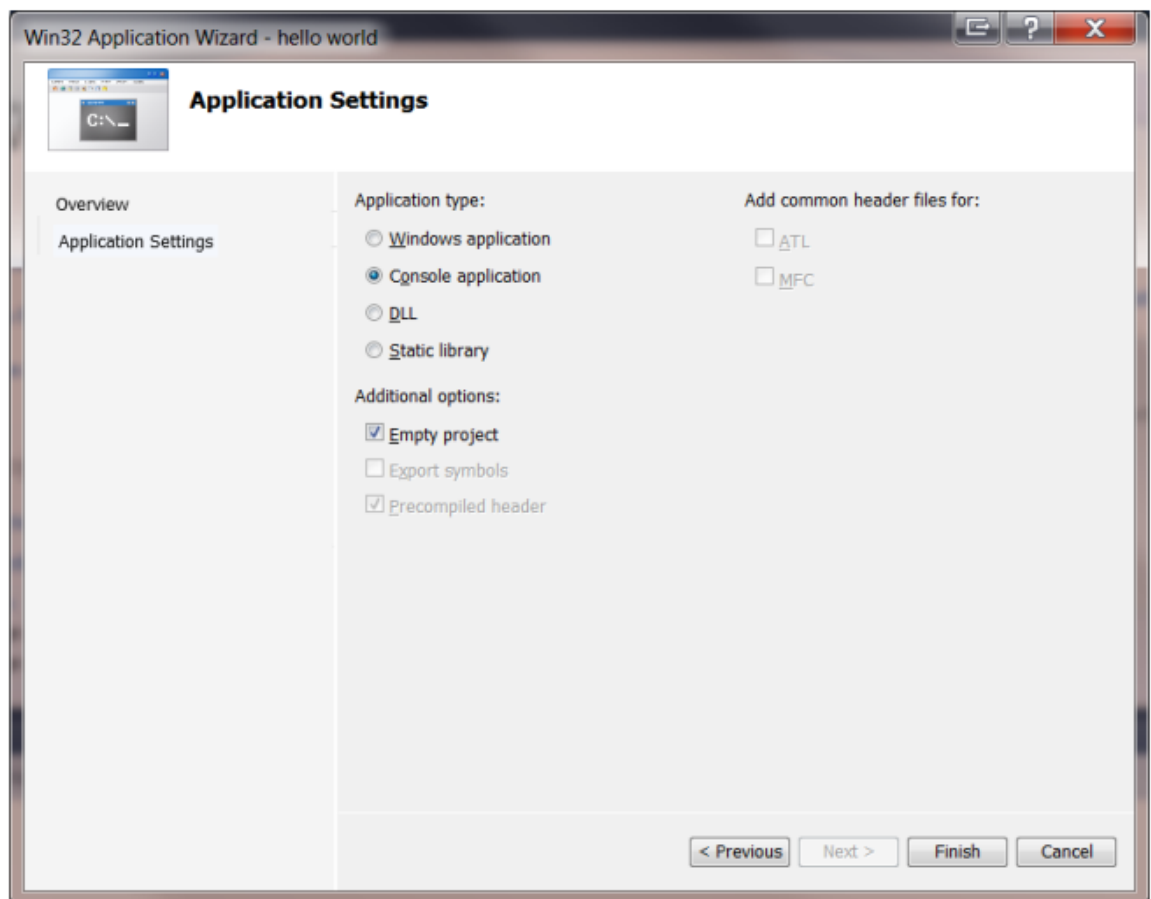 Win32 Application Wizard - hello world
C:\_
Application Settings
Overview
Application Settings
Application type:
Windows application
Console application
DLL
Static library
Additional options:
Empty project
Export symbols
Precompiled header
Add common header files for:
ATL
MFC
< Previous
Next >
Finish
Cancel